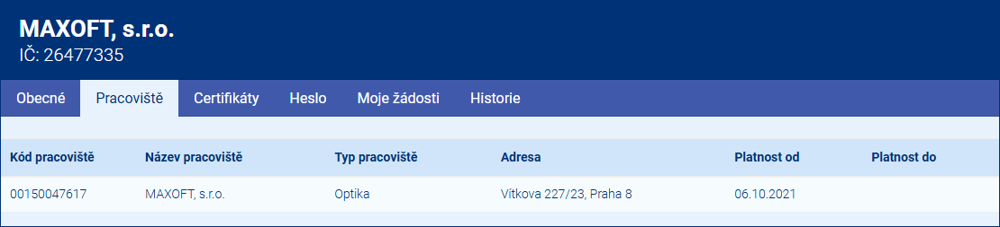 MAXOFT, s.r.o.
IČ: 26477335
Obecné Pracoviště Certifikáty Heslo Moje žádosti Historie
Kód pracoviště Název pracoviště Typ pracoviště Adresa Platnost od Platnost do
00150047617 MAXOFT, s.r.o. Optika Vítkova 227/23, Praha 8 06.10.2021